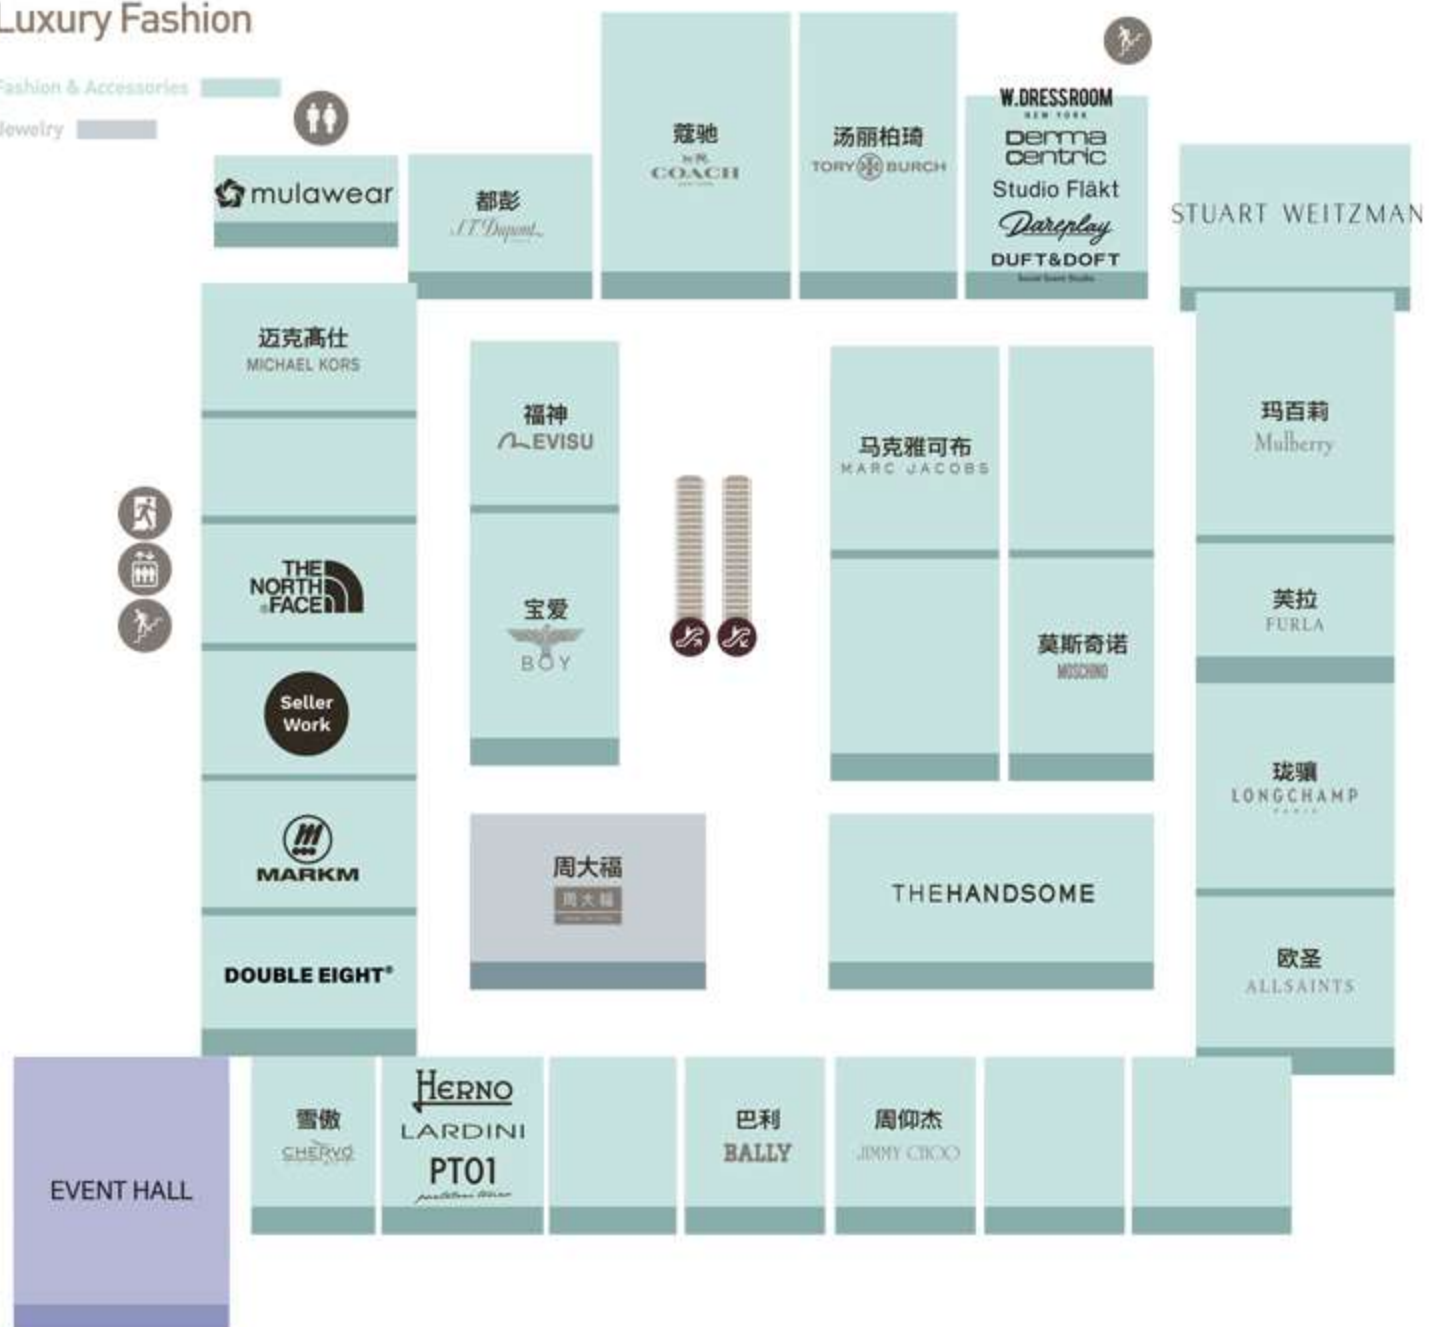 Luxury Fashion
Fashion & Accessories
Jewelry
mulawear
都彭
S.T.Dupont
蔻驰
COACH
汤丽柏琦
TORY BURCH
W.DRESSROOM
NEW YORK
Derma
Centric
Studio Fläkt
Dareplay
DUFT&DOFT
STUART WEITZMAN
迈克高仕
MICHAEL KORS
THE
NORTH
FACE
Seller
Work
MARKM
DOUBLE EIGHT®
福神
EVISU
宝爱
BOY
马克雅可布
MARC JACOBS
莫斯奇诺
MOSCHINO
玛百莉
Mulberry
芙拉
FURLA
珑骧
LONGCHAMP
PARIS
欧圣
ALLSAINTS
周大福
周大福
THEHANDSOME
EVENT HALL
雪傲
CHERVO
HERNO
LARDINI
PT01
巴利
BALLY
周仰杰
JIMMY CHOO